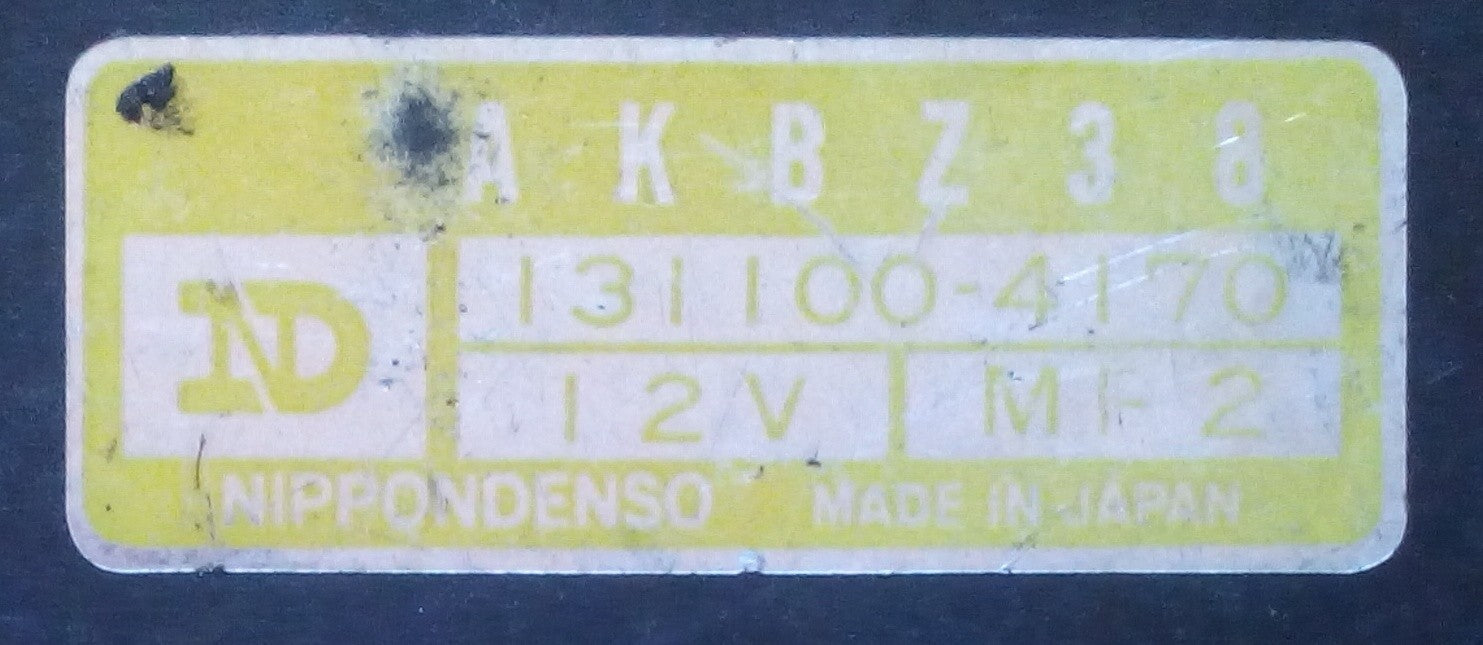 AKBZ38
ND
131100-4170
12V MF2
NIPPONDENSO MADE IN JAPAN